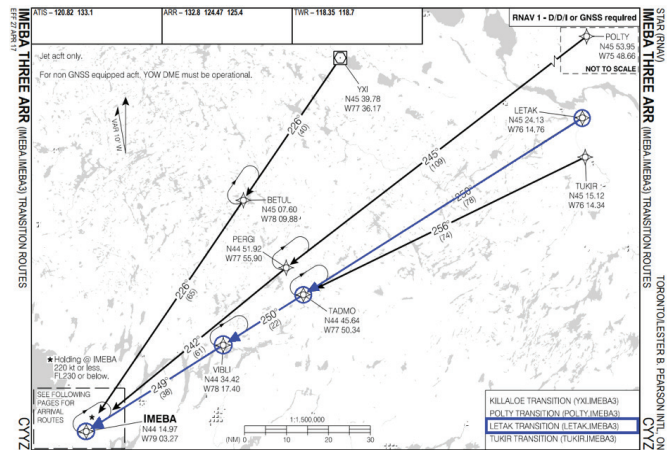 IMEBA THREE ARR (IMEBA.IMEBA3) TRANSITION ROUTES
EFF 27 APR 17
CYYZ
STAR (RNAV)
IMEBA THREE ARR (IMEBA.IMEBA3) TRANSITION ROUTES
TORONTO/LESTER B. PEARSON INTL, ON
CYYZ
ATIS – 120.82 133.1
ARR – 132.8 124.47 125.4
TWR – 118.35 118.7
RNAV 1 - D/D/I or GNSS required
Jet acft only.
For non GNSS equipped acft. YOW DME must be operational.
POLTY
N45 53.95
W75 48.66
NOT TO SCALE
VAR 10° W
YXI
N45 39.78
W77 36.17
LETAK
N45 24.13
W76 14.76
226°
(40)
245°
(109)
TUKIR
N45 15.12
W76 14.34
BETUL
N45 07.60
W78 09.88
250°
(78)
256°
(74)
PERGI
N44 51.92
W77 55.90
226°
(65)
TADMO
N44 45.64
W77 50.34
250°
(22)
242°
(61)
VIBLI
N44 34.42
W78 17.40
249°
(38)
★ Holding @ IMEBA
220 kt or less.
FL230 or below.
SEE FOLLOWING
PAGES FOR
ARRIVAL
ROUTES
★
IMEBA
N44 14.97
W79 03.27
1:1.500.000
(NM) 0 10 20 30
KILLALOE TRANSITION (YXI.IMEBA3)
POLTY TRANSITION (POLTY.IMEBA3)
LETAK TRANSITION (LETAK.IMEBA3)
TUKIR TRANSITION (TUKIR.IMEBA3)